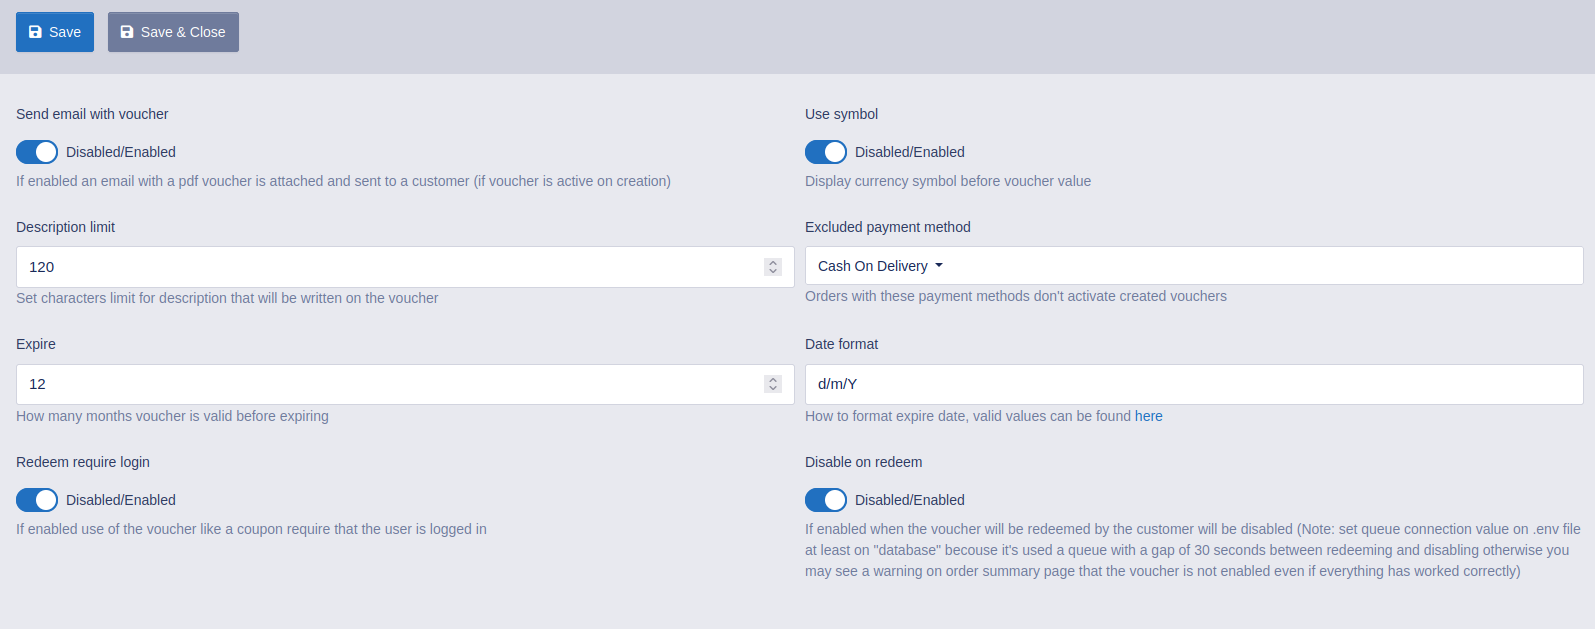 Save
Save & Close
Send email with voucher
Use symbol
Disabled/Enabled
Disabled/Enabled
If enabled an email with a pdf voucher is attached and sent to a customer (if voucher is active on creation)
Display currency symbol before voucher value
Description limit
Excluded payment method
120
Cash On Delivery
Set characters limit for description that will be written on the voucher
Orders with these payment methods don't activate created vouchers
Expire
Date format
12
d/m/Y
How many months voucher is valid before expiring
How to format expire date, valid values can be found here
Redeem require login
Disable on redeem
Disabled/Enabled
Disabled/Enabled
If enabled use of the voucher like a coupon require that the user is logged in
If enabled when the voucher will be redeemed by the customer will be disabled (Note: set queue connection value on .env file
at least on "database" becouse it's used a queue with a gap of 30 seconds between redeeming and disabling otherwise you
may see a warning on order summary page that the voucher is not enabled even if everything has worked correctly)